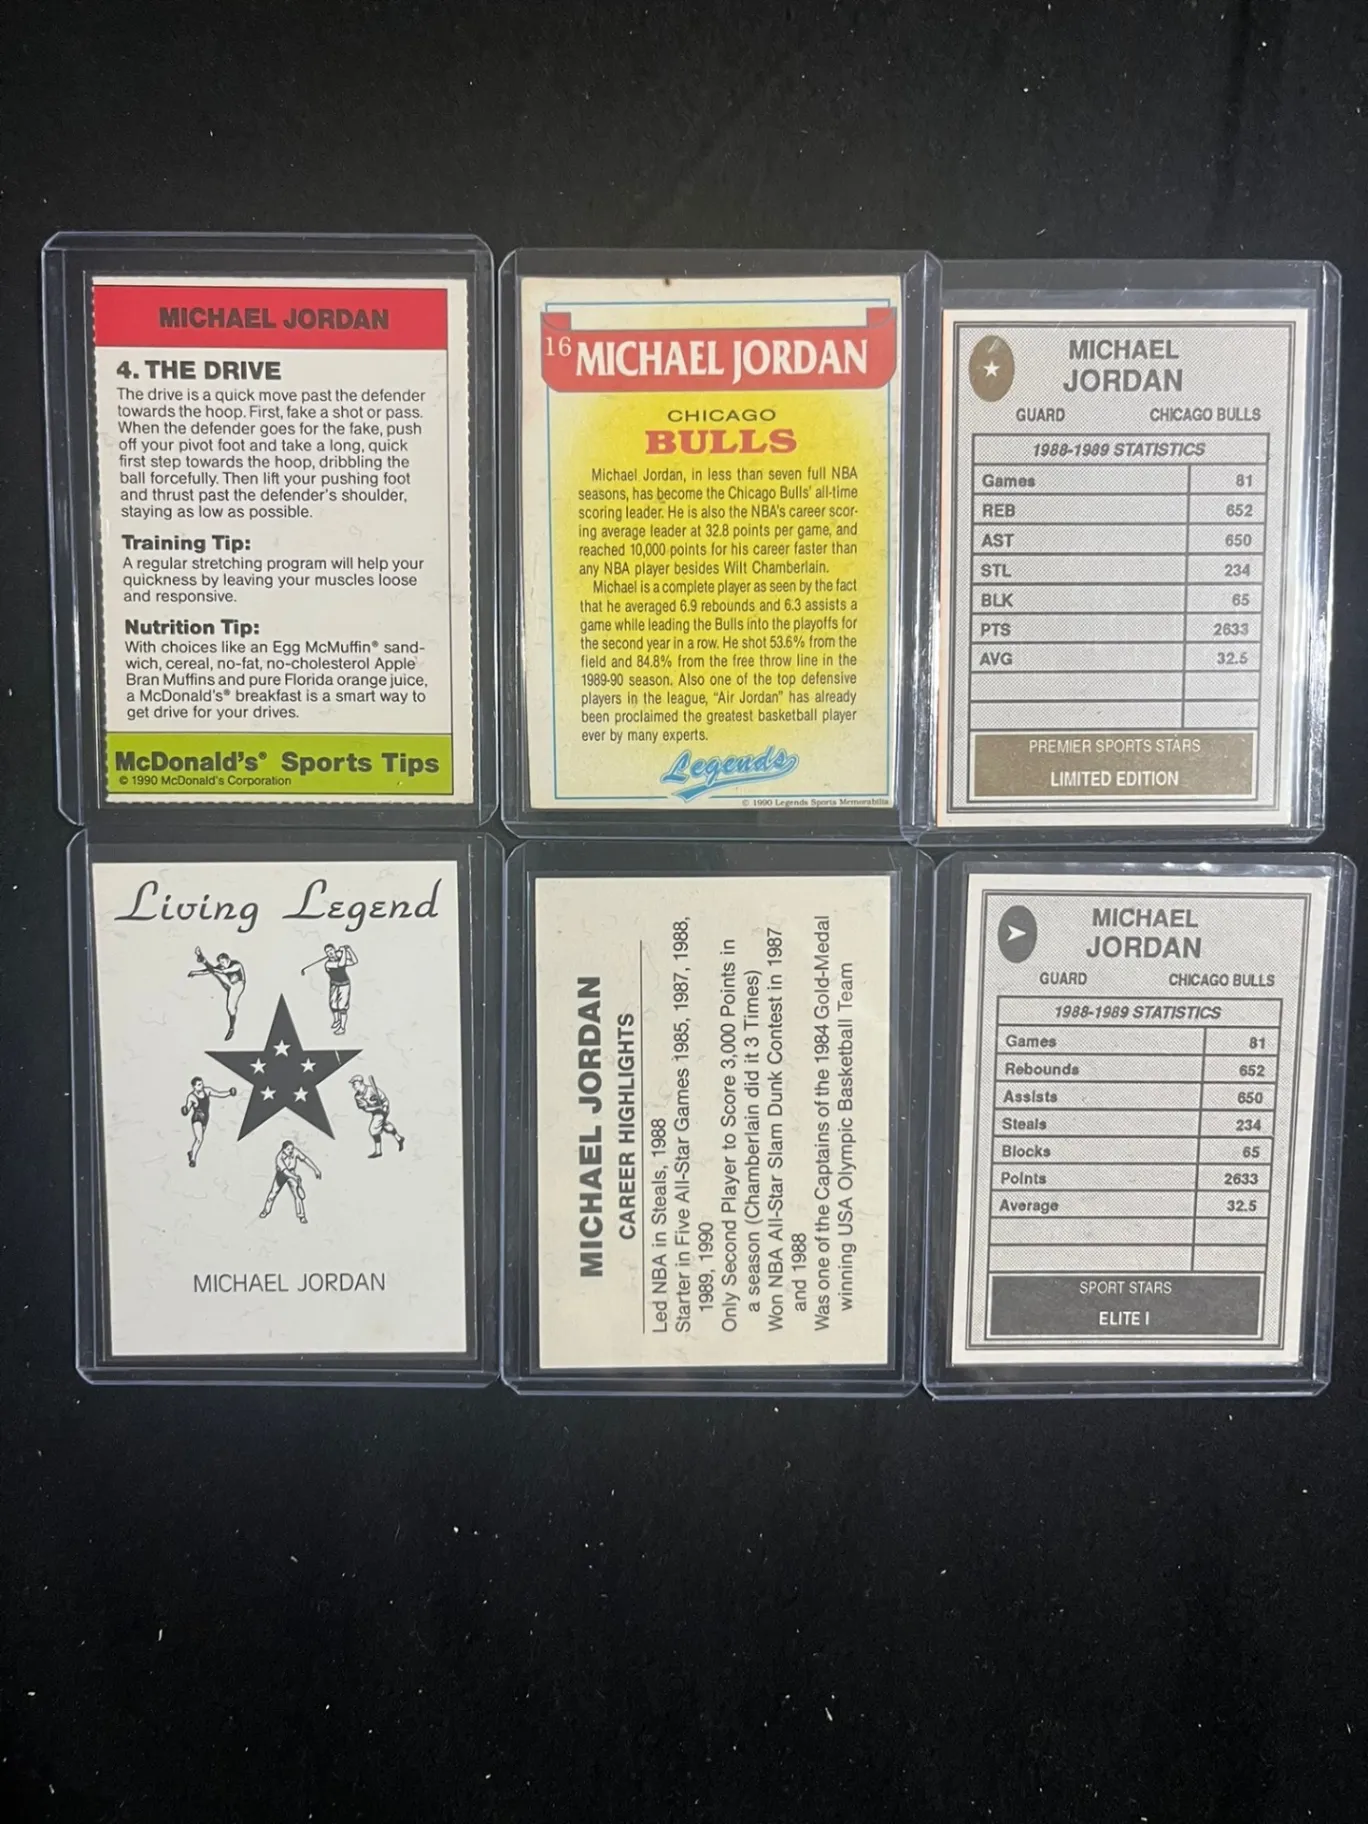 MICHAEL JORDAN
4. THE DRIVE
The drive is a quick move past the defender
towards the hoop. First, fake a shot or pass.
When the defender goes for the fake, push
off your pivot foot and take a long, quick
first step towards the hoop, dribbling the
ball forcefully. Then lift your pushing foot
and thrust past the defender's shoulder,
staying as low as possible.
Training Tip:
A regular stretching program will help your
quickness by leaving your muscles loose
and responsive.
Nutrition Tip:
With choices like an Egg McMuffin® sand-
wich, cereal, no-fat, no-cholesterol Apple
Bran Muffins and pure Florida orange juice,
a McDonald's® breakfast is a smart way to
get drive for your drives.
McDonald's® Sports Tips
© 1990 McDonald's Corporation
16 MICHAEL JORDAN
CHICAGO
BULLS
Michael Jordan, in less than seven full NBA
seasons, has become the Chicago Bulls' all-time
scoring leader. He is also the NBA's career scor-
ing average leader at 32.8 points per game, and
reached 10,000 points for his career faster than
any NBA player besides Wilt Chamberlain.
Michael is a complete player as seen by the fact
that he averaged 6.9 rebounds and 6.3 assists a
game while leading the Bulls into the playoffs for
the second year in a row. He shot 53.6% from the
field and 84.8% from the free throw line in the
1989-90 season. Also one of the top defensive
players in the league, "Air Jordan" has already
been proclaimed the greatest basketball player
ever by many experts.
Legends
© 1990 Legends Sports Memorabilia
MICHAEL
JORDAN
GUARD CHICAGO BULLS
1988-1989 STATISTICS
Games 81
REB 652
AST 650
STL 234
BLK 65
PTS 2633
AVG 32.5
PREMIER SPORTS STARS
LIMITED EDITION
Living Legend
MICHAEL JORDAN
MICHAEL JORDAN
CAREER HIGHLIGHTS
Led NBA in Steals, 1988
Starter in Five All-Star Games 1985, 1987, 1988,
1989, 1990
Only Second Player to Score 3,000 Points in
a season (Chamberlain did it 3 Times)
Won NBA All-Star Slam Dunk Contest in 1987
and 1988
Was one of the Captains of the 1984 Gold-Medal
winning USA Olympic Basketball Team
MICHAEL
JORDAN
GUARD CHICAGO BULLS
1988-1989 STATISTICS
Games 81
Rebounds 652
Assists 650
Steals 234
Blocks 65
Points 2633
Average 32.5
SPORT STARS
ELITE I